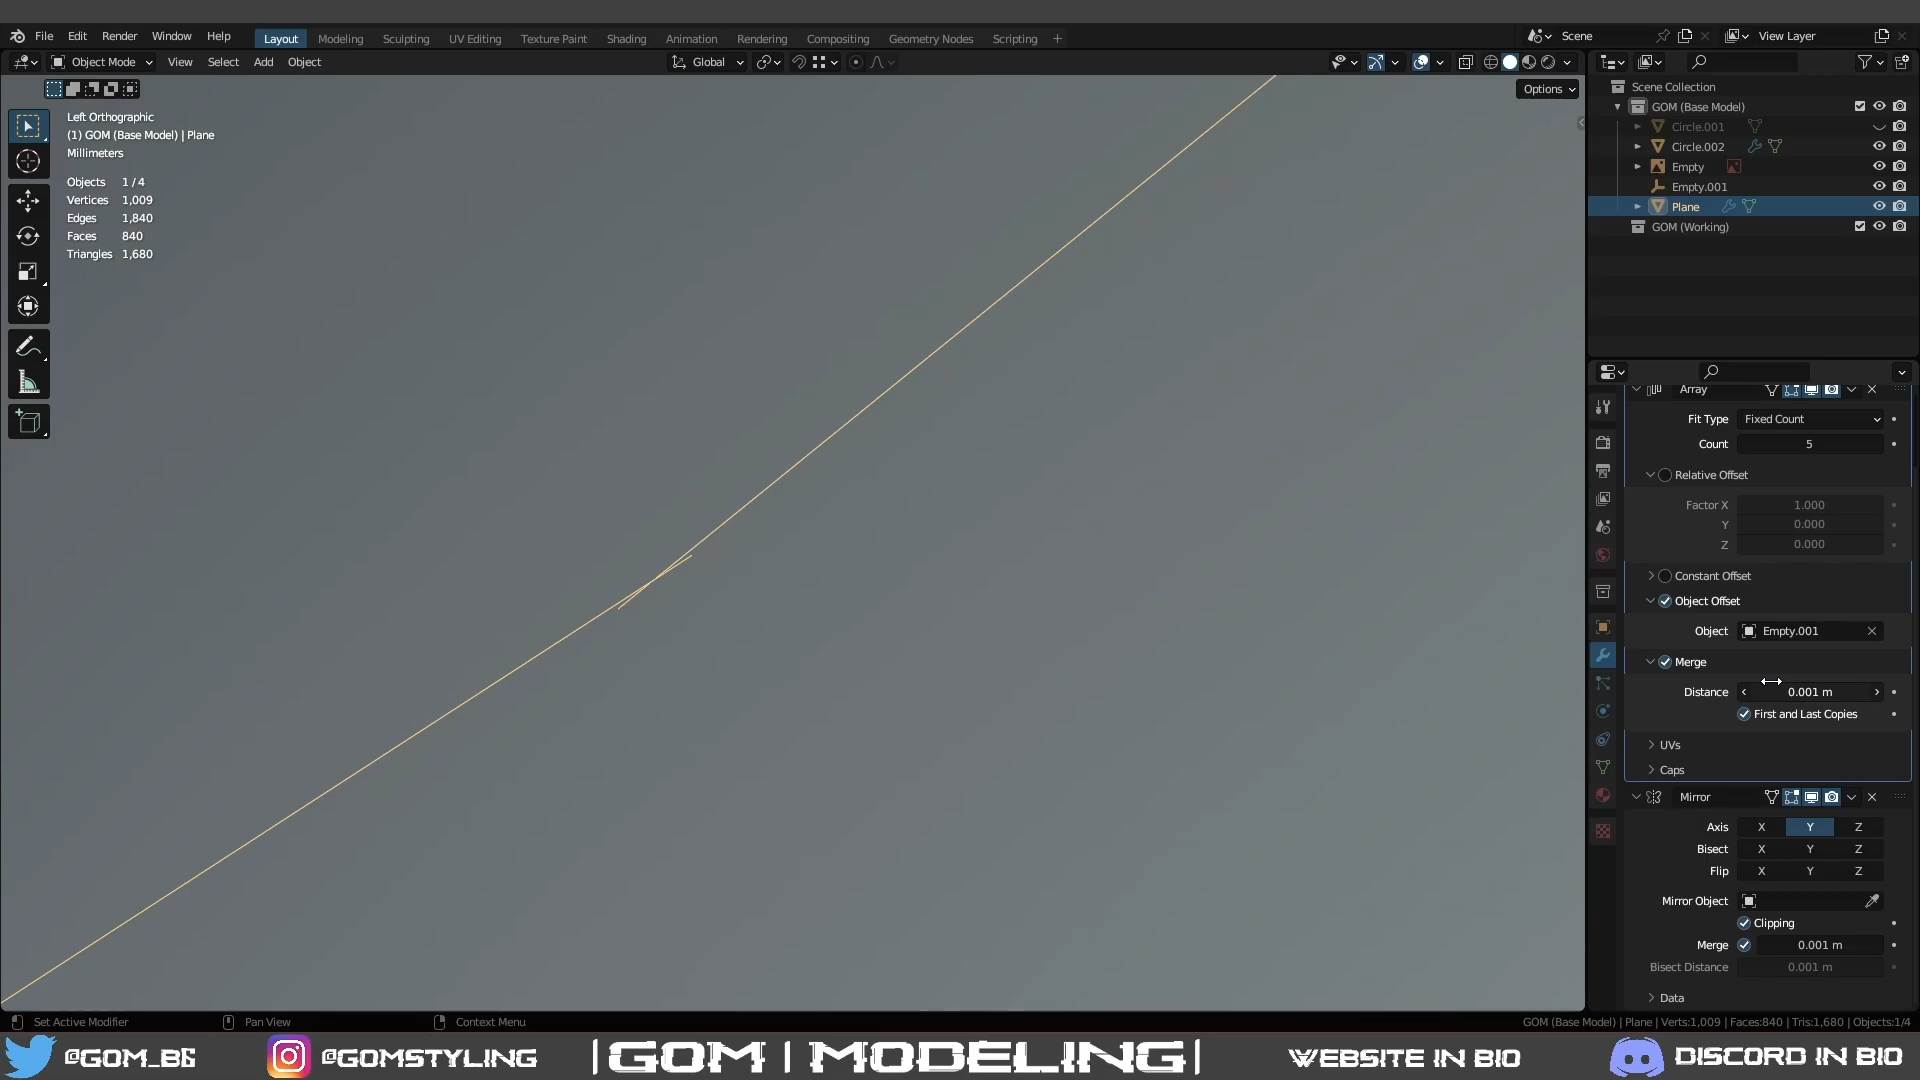 File Edit Render Window Help Layout Modeling Sculpting UV Editing Texture Paint Shading Animation Rendering Compositing Geometry Nodes Scripting Scene View Layer
Object Mode View Select Add Object Global
Options
Left Orthographic
(1) GOM (Base Model) | Plane
Millimeters
Objects 1 / 4
Vertices 1,009
Edges 1,840
Faces 840
Triangles 1,680
Scene Collection
GOM (Base Model)
Circle.001
Circle.002
Empty
Empty.001
Plane
GOM (Working)
Array
Fit Type Fixed Count
Count 5
Relative Offset
Factor X 1.000
Y 0.000
Z 0.000
Constant Offset
Object Offset
Object Empty.001
Merge
Distance 0.001 m
First and Last Copies
UVs
Caps
Mirror
Axis X Y Z
Bisect X Y Z
Flip X Y Z
Mirror Object
Clipping
Merge 0.001 m
Bisect Distance 0.001 m
Data
Set Active Modifier Pan View Context Menu GOM (Base Model) | Plane | Verts:1,009 | Faces:840 | Tris:1,680 | Objects:1/4
@GOM_B6 @GOMSTYLING |GOM | MODELING| WEBSITE IN BIO DISCORD IN BIO